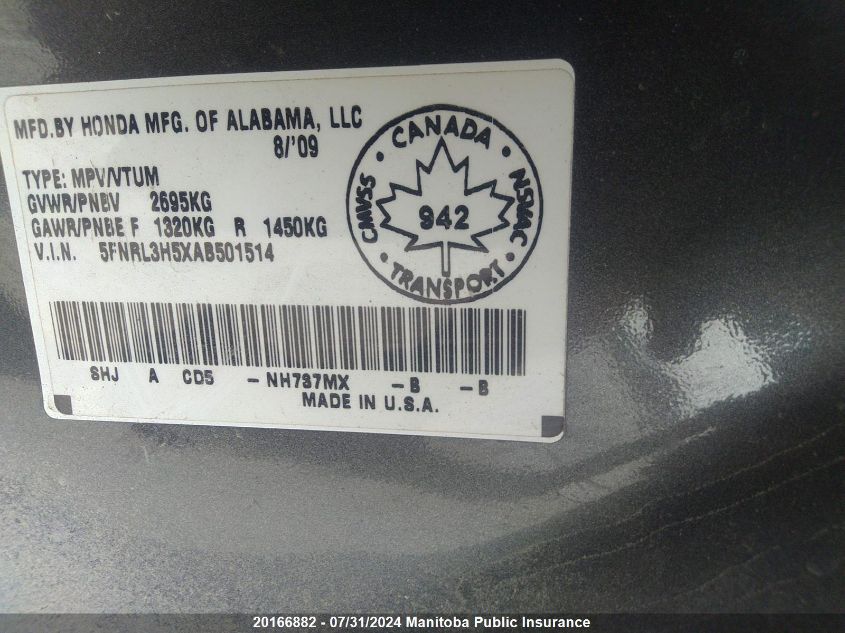 MFD.BY HONDA MFG. OF ALABAMA, LLC
8/'09
TYPE: MPV/VTUM
GVWR/PNBV 2695KG
GAWR/PNBE F 1320KG R 1450KG
V.I.N. 5FNRL3H5XAB501514
CANADA
CMVSS
NSVAC
942
TRANSPORT
SHJ A CD5 -NH737MX -B -B
MADE IN U.S.A.
20166882 - 07/31/2024 Manitoba Public Insurance